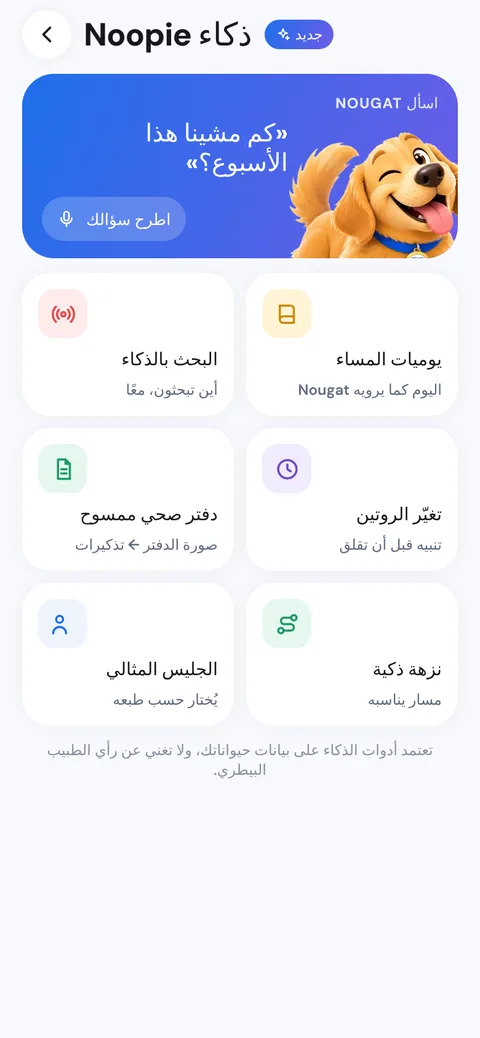 ذكاء Noopie
جديد
اسأل NOUGAT
«كم مشينا هذا
الأسبوع؟»
اطرح سؤالك
يوميات المساء
اليوم كما يرويه Nougat
البحث بالذكاء
أين تبحثون، معًا
تغيّر الروتين
تنبيه قبل أن تقلق
دفتر صحي ممسوح
صورة الدفتر ← تذكيرات
نزهة ذكية
مسار يناسبه
الجليس المثالي
يُختار حسب طبعه
تعتمد أدوات الذكاء على بيانات حيواناتك، ولا تغني عن رأي الطبيب
البيطري.